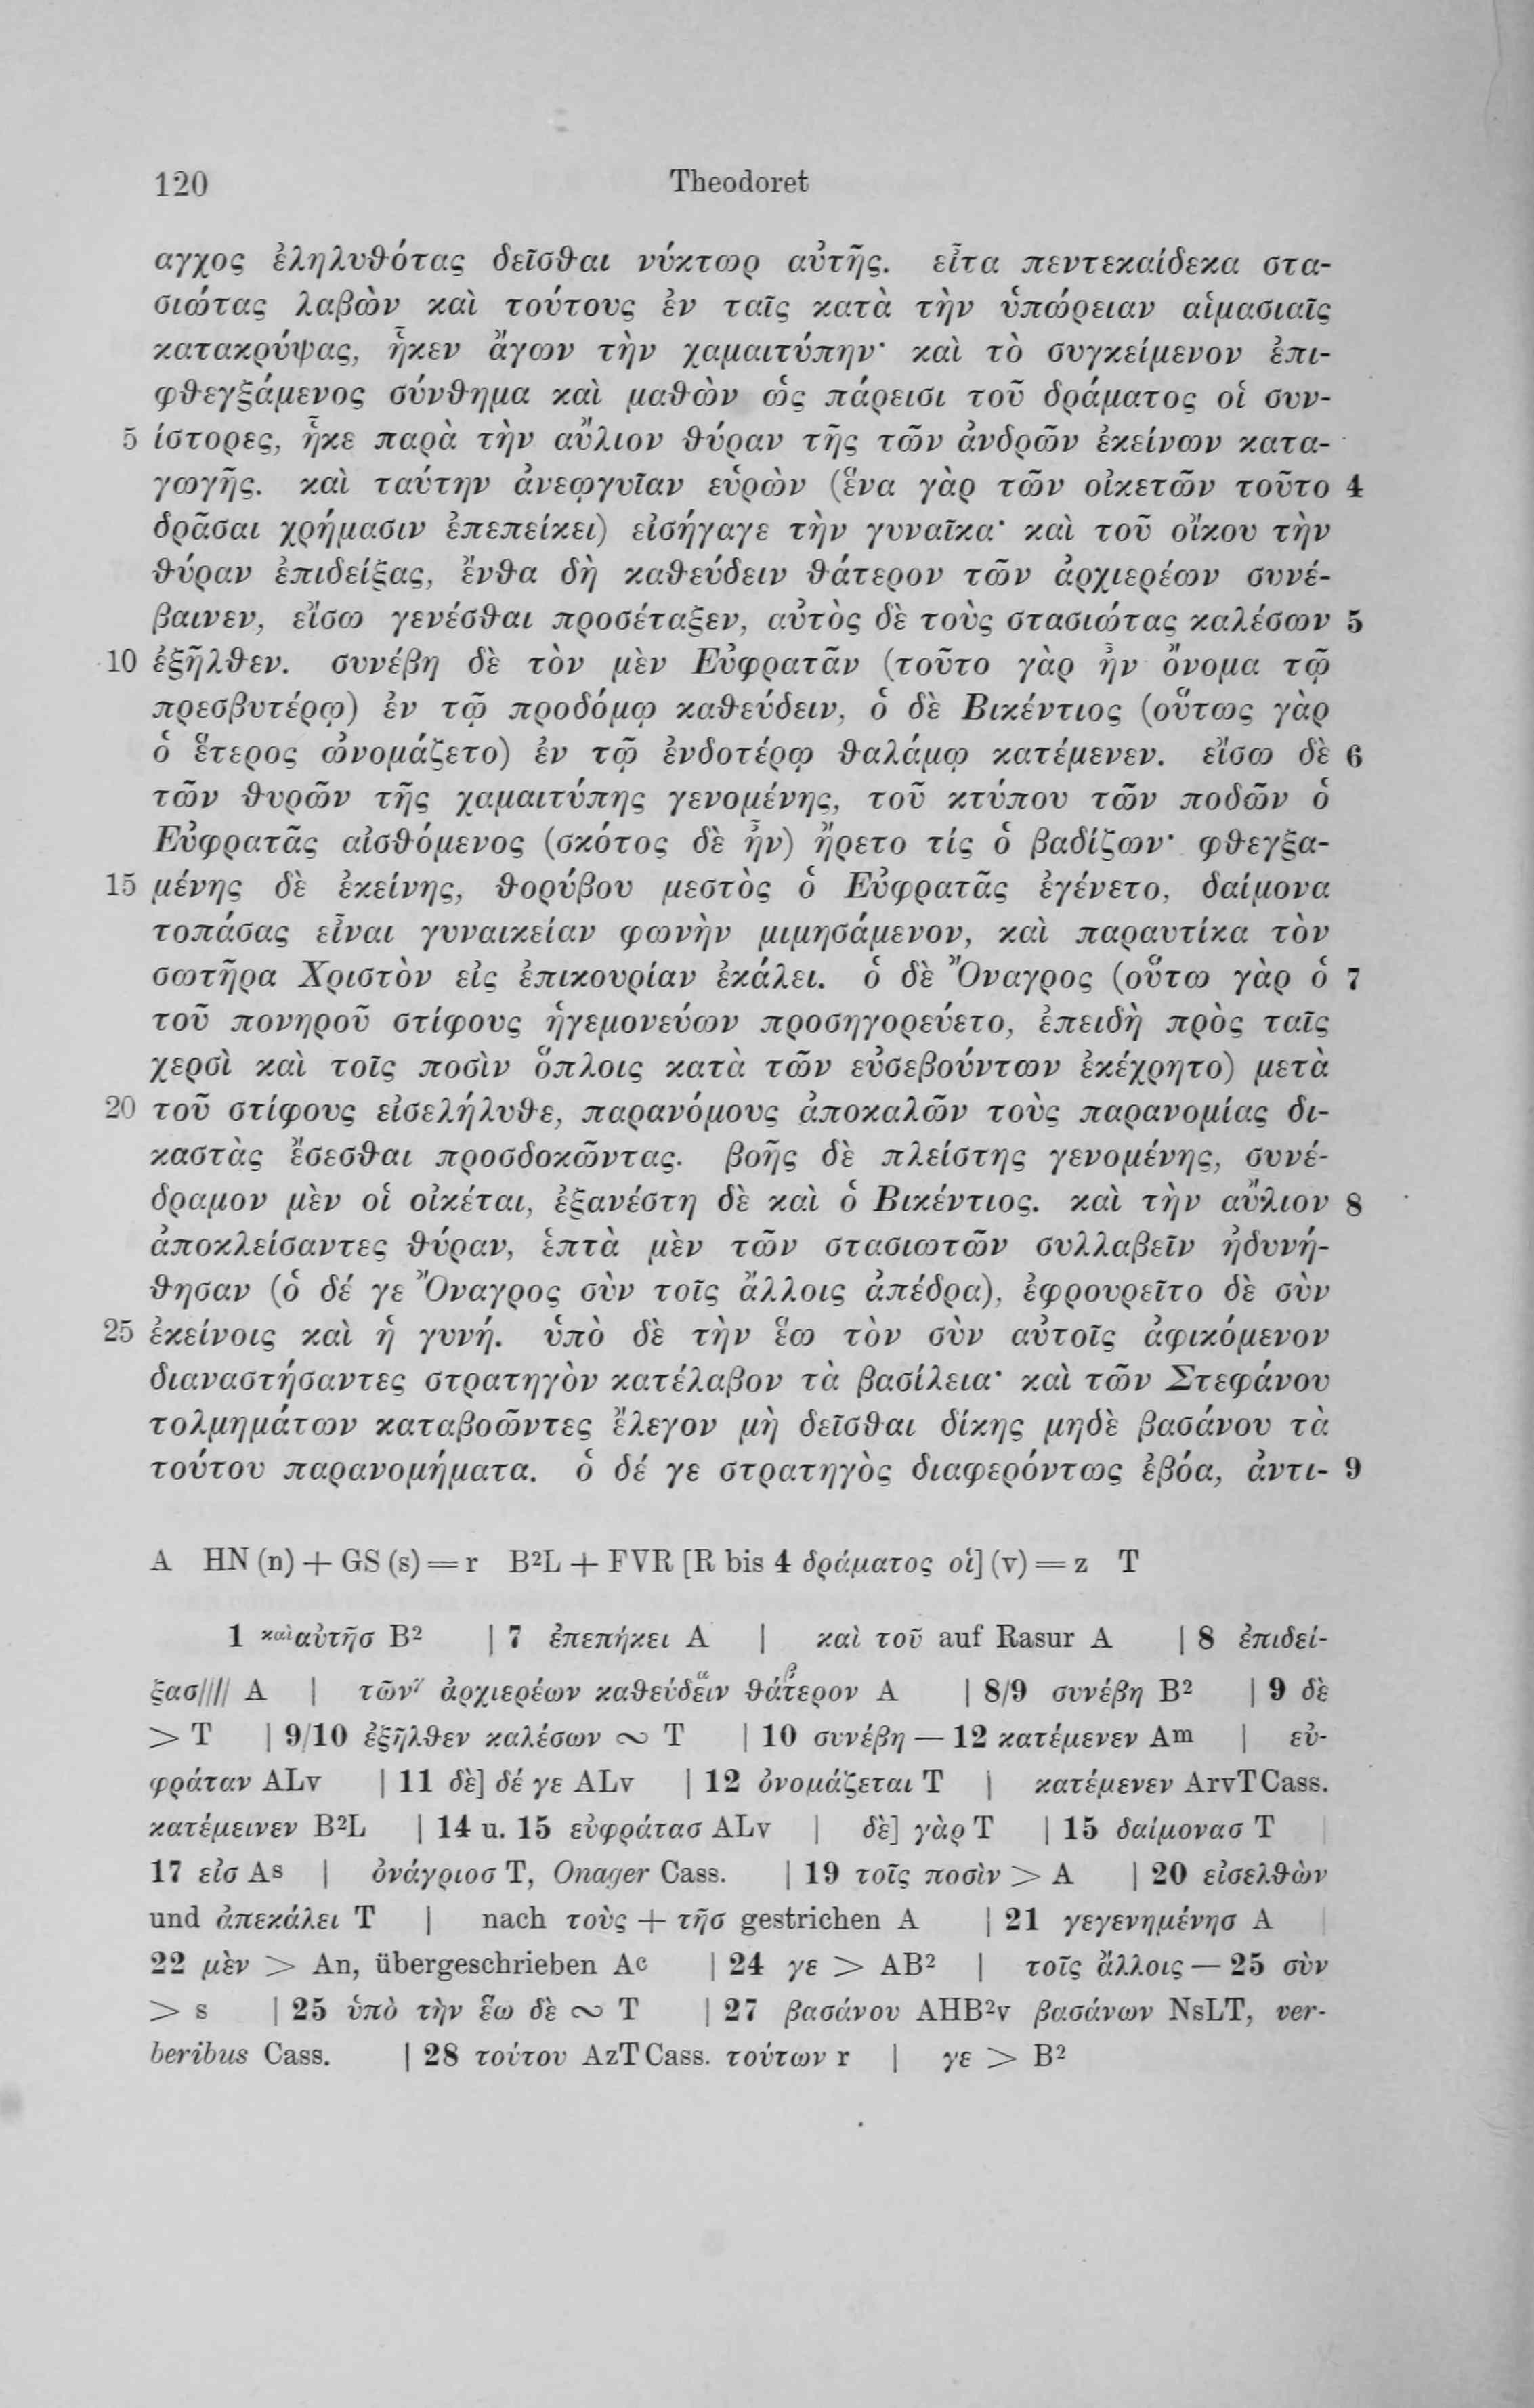 120 Theodoret
αγχος ἐληλυθότας δεῖσθαι νύκτωρ αὐτῆς. εἶτα πεντεκαίδεκα στα-
σιώτας λαβὼν καὶ τούτους ἐν ταῖς κατὰ τὴν ὑπώρειαν αἱμασιαῖς
κατακρύψας, ἧκεν ἄγων τὴν χαμαιτύπην· καὶ τὸ συγκείμενον ἐπι-
φθεγξάμενος σύνθημα καὶ μαθὼν ὡς πάρεισι τοῦ δράματος οἱ συν-
5 ίστορες, ἧκε παρὰ τὴν αὔλιον θύραν τῆς τῶν ἀνδρῶν ἐκείνων κατα-
γωγῆς. καὶ ταύτην ἀνεῳγυῖαν εὑρὼν (ἕνα γὰρ τῶν οἰκετῶν τοῦτο 4
δρᾶσαι χρήμασιν ἐπεπείκει) εἰσήγαγε τὴν γυναῖκα· καὶ τοῦ οἴκου τὴν
θύραν ἐπιδείξας, ἔνθα δὴ καθεύδειν θάτερον τῶν ἀρχιερέων συνέ-
βαινεν, εἴσω γενέσθαι προσέταξεν, αὐτὸς δὲ τοὺς στασιώτας καλέσων 5
10 ἐξῆλθεν. συνέβη δὲ τὸν μὲν Εὐφρατᾶν (τοῦτο γὰρ ἦν ὄνομα τῷ
πρεσβυτέρῳ) ἐν τῷ προδόμῳ καθεύδειν, ὁ δὲ Βικέντιος (οὕτως γὰρ
ὁ ἕτερος ὠνομάζετο) ἐν τῷ ἐνδοτέρῳ θαλάμῳ κατέμενεν. εἴσω δὲ 6
τῶν θυρῶν τῆς χαμαιτύπης γενομένης, τοῦ κτύπου τῶν ποδῶν ὁ
Εὐφρατᾶς αἰσθόμενος (σκότος δὲ ἦν) ἤρετο τίς ὁ βαδίζων· φθεγξα-
15 μένης δὲ ἐκείνης, θορύβου μεστὸς ὁ Εὐφρατᾶς ἐγένετο, δαίμονα
τοπάσας εἶναι γυναικείαν φωνὴν μιμησάμενον, καὶ παραυτίκα τὸν
σωτῆρα Χριστὸν εἰς ἐπικουρίαν ἐκάλει. ὁ δὲ Ὄναγρος (οὕτω γὰρ ὁ 7
τοῦ πονηροῦ στίφους ἡγεμονεύων προσηγορεύετο, ἐπειδὴ πρὸς ταῖς
χερσὶ καὶ τοῖς ποσὶν ὅπλοις κατὰ τῶν εὐσεβούντων ἐκέχρητο) μετὰ
20 τοῦ στίφους εἰσελήλυθε, παρανόμους ἀποκαλῶν τοὺς παρανομίας δι-
καστὰς ἔσεσθαι προσδοκῶντας. βοῆς δὲ πλείστης γενομένης, συνέ-
δραμον μὲν οἱ οἰκέται, ἐξανέστη δὲ καὶ ὁ Βικέντιος. καὶ τὴν αὔλιον 8
ἀποκλείσαντες θύραν, ἑπτὰ μὲν τῶν στασιωτῶν συλλαβεῖν ἠδυνή-
θησαν (ὁ δέ γε Ὄναγρος σὺν τοῖς ἄλλοις ἀπέδρα), ἐφρουρεῖτο δὲ σὺν
25 ἐκείνοις καὶ ἡ γυνή. ὑπὸ δὲ τὴν ἕω τὸν σὺν αὐτοῖς ἀφικόμενον
διαναστήσαντες στρατηγὸν κατέλαβον τὰ βασίλεια· καὶ τῶν Στεφάνου
τολμημάτων καταβοῶντες ἔλεγον μὴ δεῖσθαι δίκης μηδὲ βασάνου τὰ
τούτου παρανομήματα. ὁ δέ γε στρατηγὸς διαφερόντως ἐβόα, ἀντι- 9
A HN (n) + GS (s) = r B²L + FVR [R bis 4 δράματος οἱ] (v) = z T
1 καὶαὐτῆσ B² | 7 ἐπεπήκει A | καὶ τοῦ auf Rasur A | 8 ἐπιδεί-
ξασ//// A | τῶνγ ἀρχιερέων καθεύδειν θάτερον A | 8/9 συνέβη B² | 9 δὲ
> T | 9/10 ἐξῆλθεν καλέσων ∾ T | 10 συνέβη — 12 κατέμενεν Aᵐ | εὐ-
φράταν ALv | 11 δὲ] δέ γε ALv | 12 ὀνομάζεται T | κατέμενεν ArvTCass.
κατέμεινεν B²L | 14 u. 15 εὐφράτασ ALv | δὲ] γὰρ T | 15 δαίμονασ T
17 εἰσ Aˢ | ὀνάγριοσ T, Onager Cass. | 19 τοῖς ποσὶν > A | 20 εἰσελθὼν
und ἀπεκάλει T | nach τοὺς + τῆσ gestrichen A | 21 γεγενημένησ A
22 μὲν > An, übergeschrieben Aᶜ | 24 γε > AB² | τοῖς ἄλλοις — 25 σὺν
> s | 25 ὑπὸ τὴν ἕω δὲ ∾ T | 27 βασάνου AHB²v βασάνων NsLT, ver-
beribus Cass. | 28 τούτου AzTCass. τούτων r | γε > B²